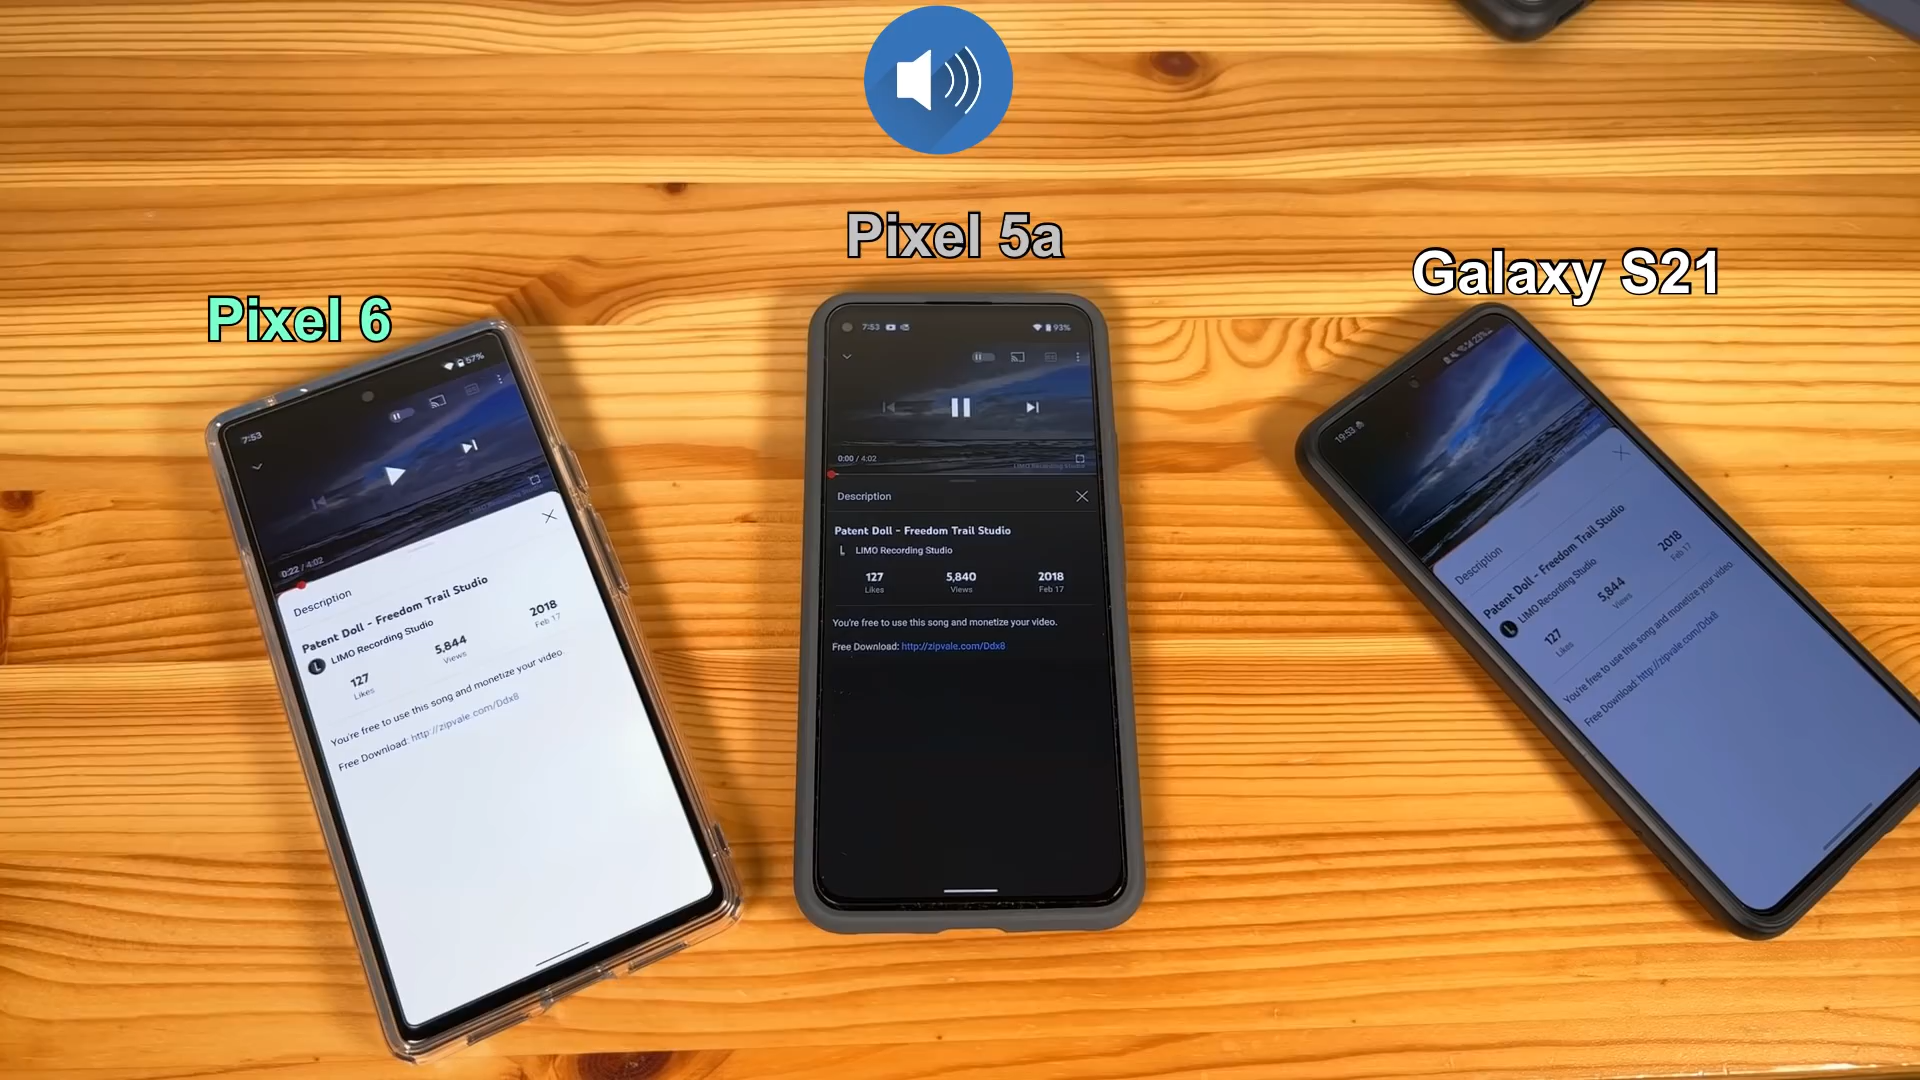 Pixel 5a
Galaxy S21
Pixel 6
57%
7:53
0:22 / 4:02
Description
Patent Doll - Freedom Trail Studio
L LIMO Recording Studio
127
Likes
5,844
Views
2018
Feb 17
You're free to use this song and monetize your video.
Free Download: http://zipvale.com/Ddx8
7:53
93%
0:00 / 4:02
LIMO Recording Studio
Description
Patent Doll - Freedom Trail Studio
L LIMO Recording Studio
127
Likes
5,840
Views
2018
Feb 17
You're free to use this song and monetize your video.
Free Download: http://zipvale.com/Ddx8
19:53
Description
Patent Doll - Freedom Trail Studio
L LIMO Recording Studio
127
Likes
5,844
Views
2018
Feb 17
You're free to use this song and monetize your video
Free Download: http://zipvale.com/Ddx8